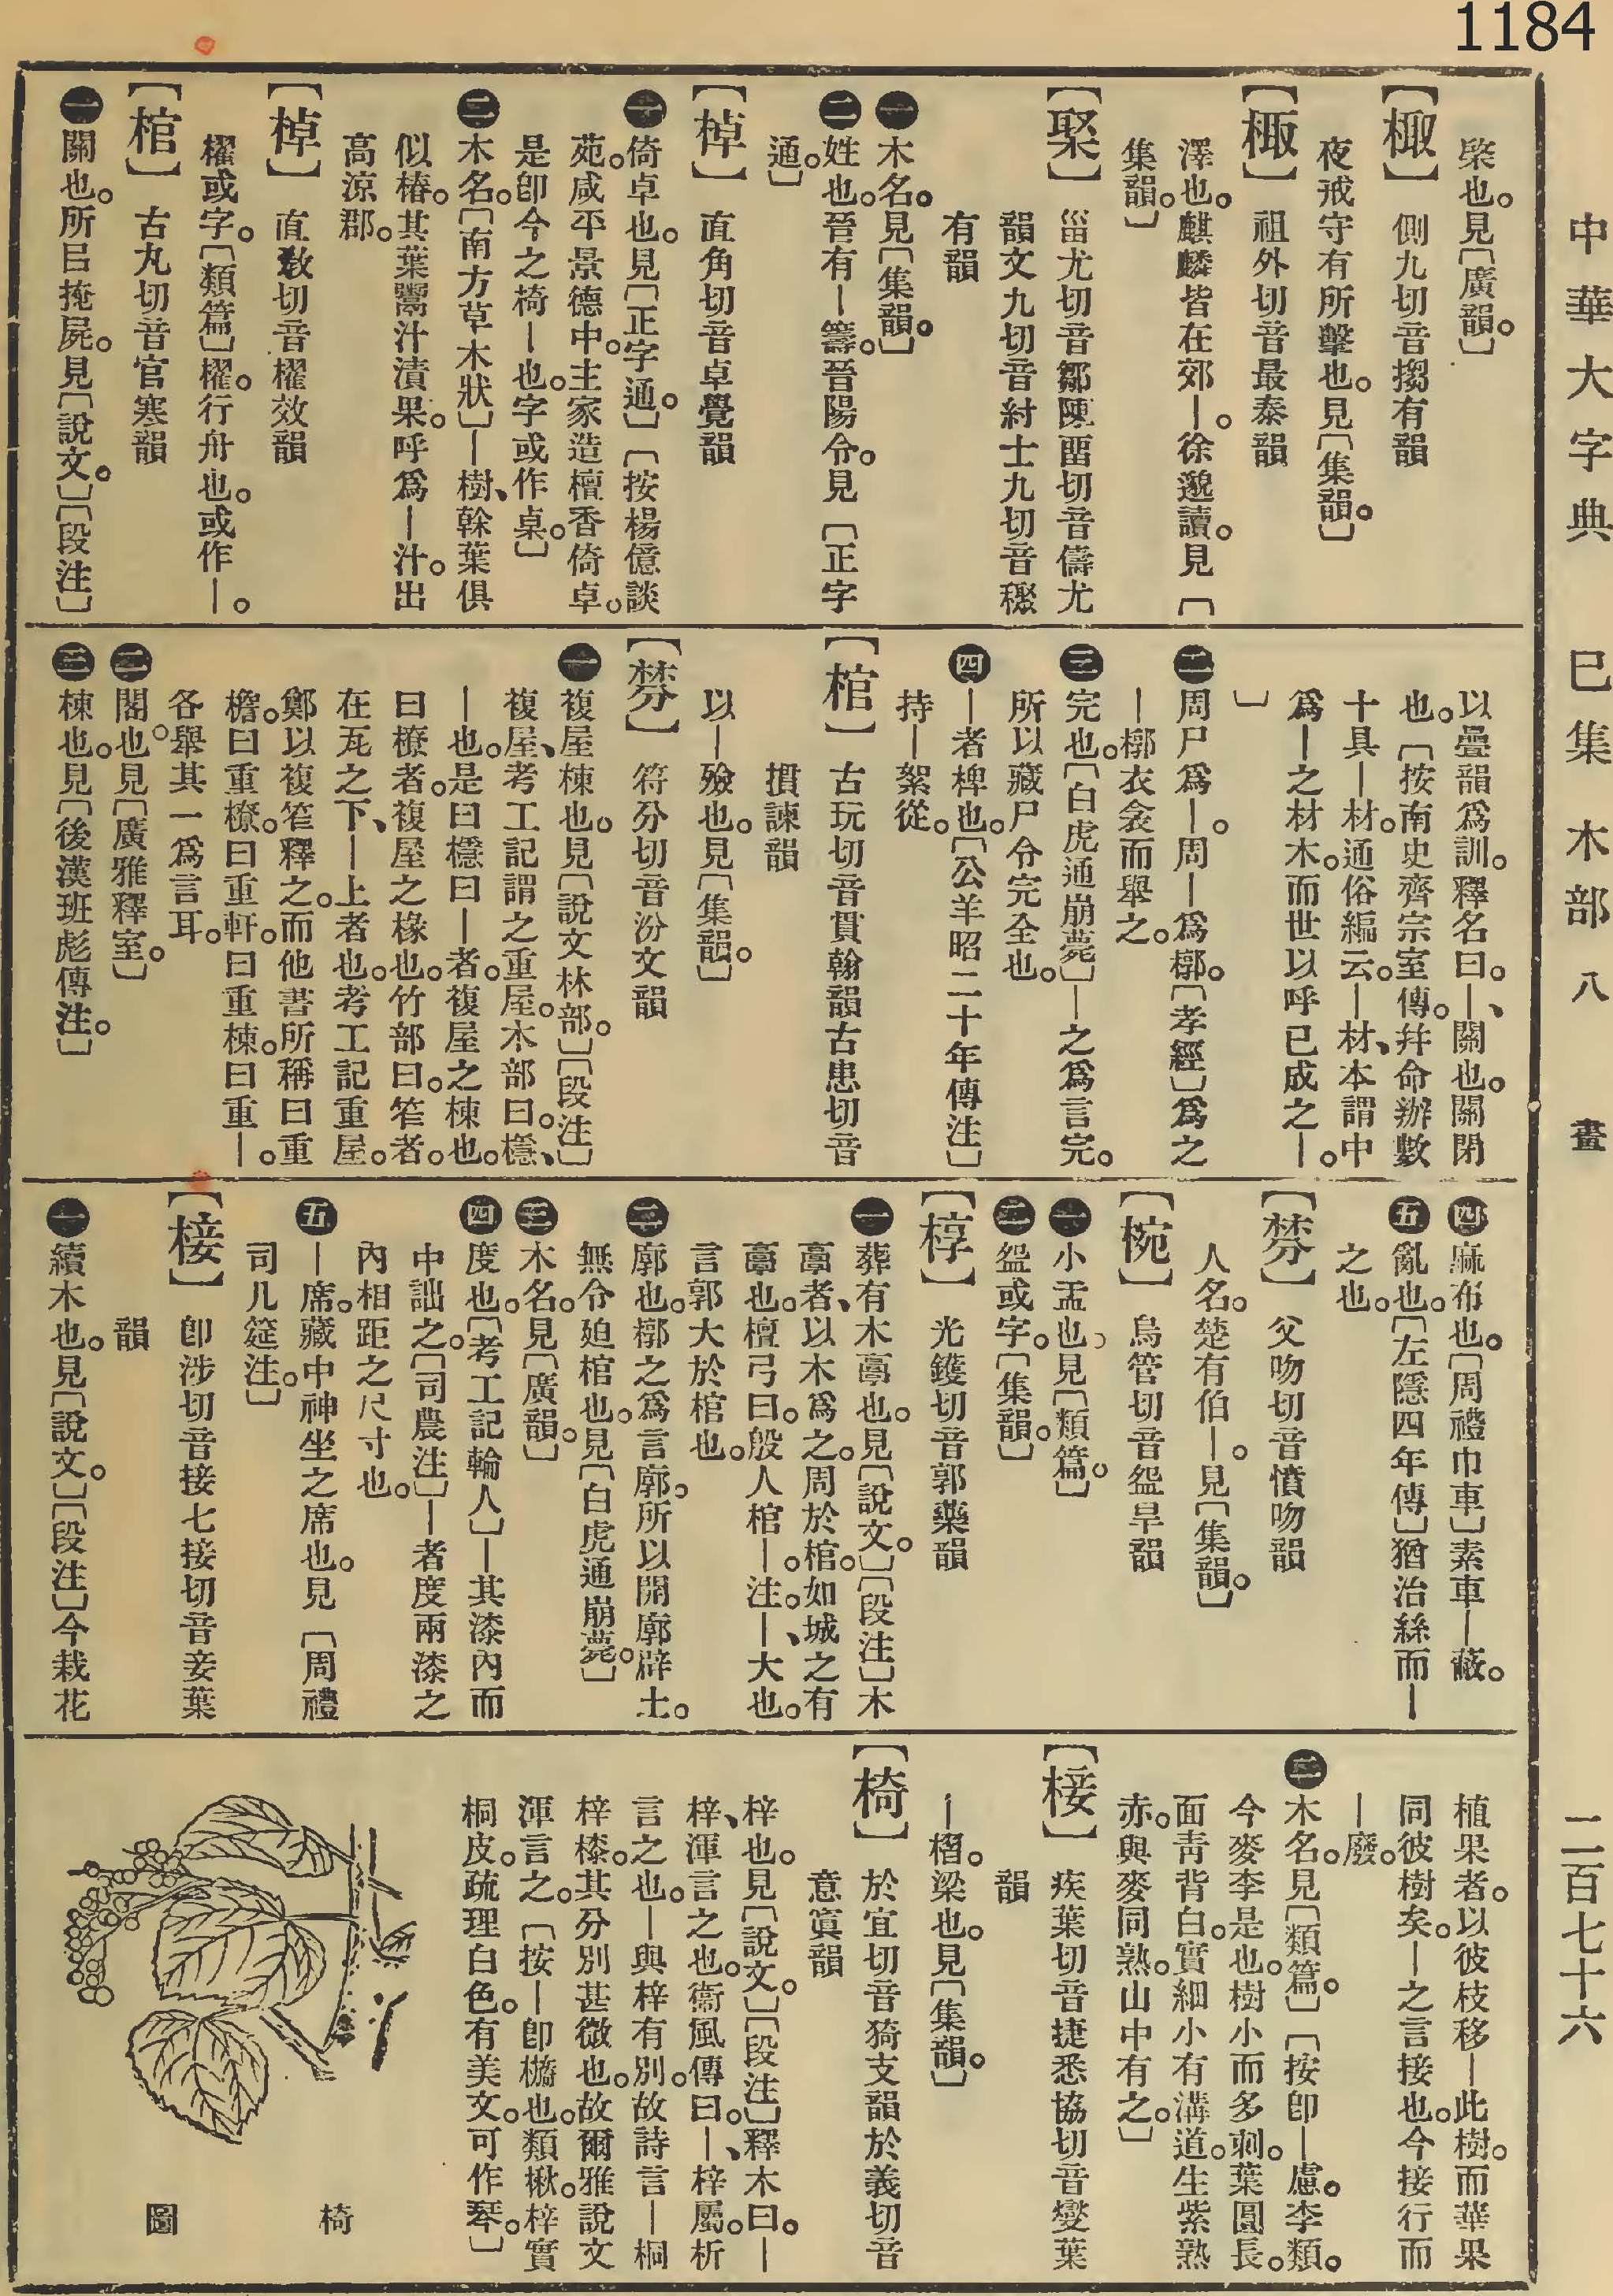 1184
中華大字典　巳集　木部　八畫　二百七十六
棨也。見〔廣韻。〕
【棷】側九切音掫有韻
夜戒守有所擊也。見〔集韻。〕
【棷】祖外切音最泰韻
澤也。麒麟皆在郊—。徐邈讀。見〔
集韻。〕
【棸】甾尤切音鄒陳畱切音儔尤
韻文九切音紂士九切音穝
有韻
一木名。見〔集韻。〕
二姓也。晉有—籌。晉陽令。見〔正字
通。〕
【棹】直角切音卓覺韻
一倚卓也。見〔正字通。〕〔按楊億談
苑。咸平景德中。主家造檀香倚卓。
是卽今之椅—也。字或作桌。〕
二木名。〔南方草木狀〕—樹、榦葉俱
似椿。其葉鬻汁漬果。呼爲—汁。出
高涼郡。
【棹】直敎切音櫂效韻
櫂或字。〔類篇〕櫂。行舟也。或作—。
【棺】古丸切音官寒韻
一關也。所㠯掩屍。見〔說文。〕〔段注〕
以疊韻爲訓。釋名曰。—、關也。關閉
也。〔按南史齊宗室傳。幷命辦數
十具—材。通俗編云。—材、本謂中
爲—之材木。而世以呼已成之—。
〕
二周尸爲—。周—爲槨。〔孝經〕爲之
—槨衣衾而舉之。
三完也。〔白虎通崩薨〕—之爲言完。
所以藏尸令完全也。
四—者椑也。〔公羊昭二十年傳注〕
持—絮從。
【棺】古玩切音貫翰韻古患切音
摜諫韻
以—殮也。見〔集韻。〕
【棼】符分切音汾文韻
一複屋棟也。見〔說文林部。〕〔段注〕
複屋、考工記謂之重屋。木部曰。檼、
—也。是曰檼曰—者。複屋之棟也。
曰橑者。複屋之椽也。竹部曰。筰者。
在瓦之下、—上者也。考工記重屋。
鄭以複筰釋之。而他書所稱曰重
檐。曰重橑。曰重軒。曰重棟。曰重—。
各舉其一爲言耳。
二閣也。見〔廣雅釋室。〕
三棟也。見〔後漢班彪傳注。〕
四麻布也。〔周禮巾車〕素車—蔽。
五亂也。〔左隱四年傳〕猶治絲而—
之也。
【棼】父吻切音憤吻韻
人名。楚有伯—。見〔集韻。〕
【椀】烏管切音盌旱韻
一小盂也。見〔類篇。〕
二盌或字。〔集韻。〕
【椁】光鑊切音郭藥韻
一葬有木𩫖也。見〔說文。〕〔段注〕木
𩫖者、以木爲之。周於棺。如城之有
𩫖也。檀弓曰。殷人棺—。注。—、大也。
言郭大於棺也。
二廓也。槨之爲言廓。所以開廓辟土。
無令廹棺也。見〔白虎通崩薨。〕
三木名。見〔廣韻。〕
四度也。〔考工記輪人〕—其漆內而
中詘之。〔司農注〕—者度兩漆之
內相距之尺寸也。
五—席。藏中神坐之席也。見〔周禮
司几筵注。〕
【椄】卽涉切音接七接切音妾葉
韻
一續木也。見〔說文。〕〔段注〕今栽花
植果者。以彼枝移—此樹。而華果
同彼樹矣。—之言接也。今接行而
—廢。
二木名。見〔類篇。〕〔按卽—慮。李類。
今麥李是也。樹小而多刺。葉圓長。
面靑背白。實細小有溝道。生紫熟
赤。與麥同熟。山中有之。〕
【椄】疾葉切音捷悉協切音燮葉
韻
—槢。梁也。見〔集韻。〕
【椅】於宜切音猗支韻於義切音
意寘韻
梓也。見〔說文。〕〔段注〕釋木曰。—
梓、渾言之也。衞風傳曰。—、梓屬。析
言之也。—與梓有別。故詩言—桐
梓漆。其分別甚微也。故爾雅說文
渾言之。〔按—卽檹也。類楸。梓實
桐皮。疏理白色。有美文。可作琴。〕
椅圖